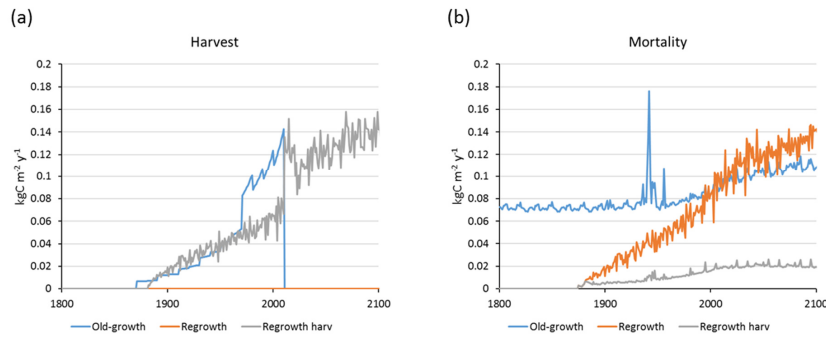 (a)
Harvest
kgC m-2 y-1
0.2
0.18
0.16
0.14
0.12
0.1
0.08
0.06
0.04
0.02
0
1800 1900 2000 2100
Old-growth Regrowth Regrowth harv
(b)
Mortality
kgC m-2 y-1
0.2
0.18
0.16
0.14
0.12
0.1
0.08
0.06
0.04
0.02
0
1800 1900 2000 2100
Old-growth Regrowth Regrowth harv